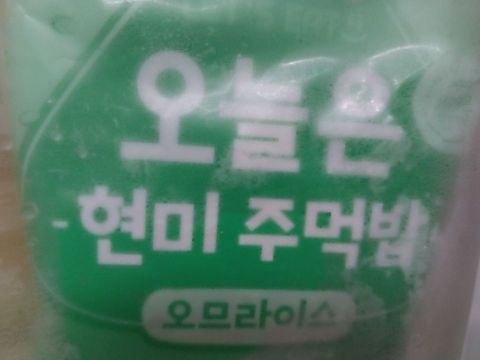 오늘은
- 현미 주먹밥 -
오므라이스